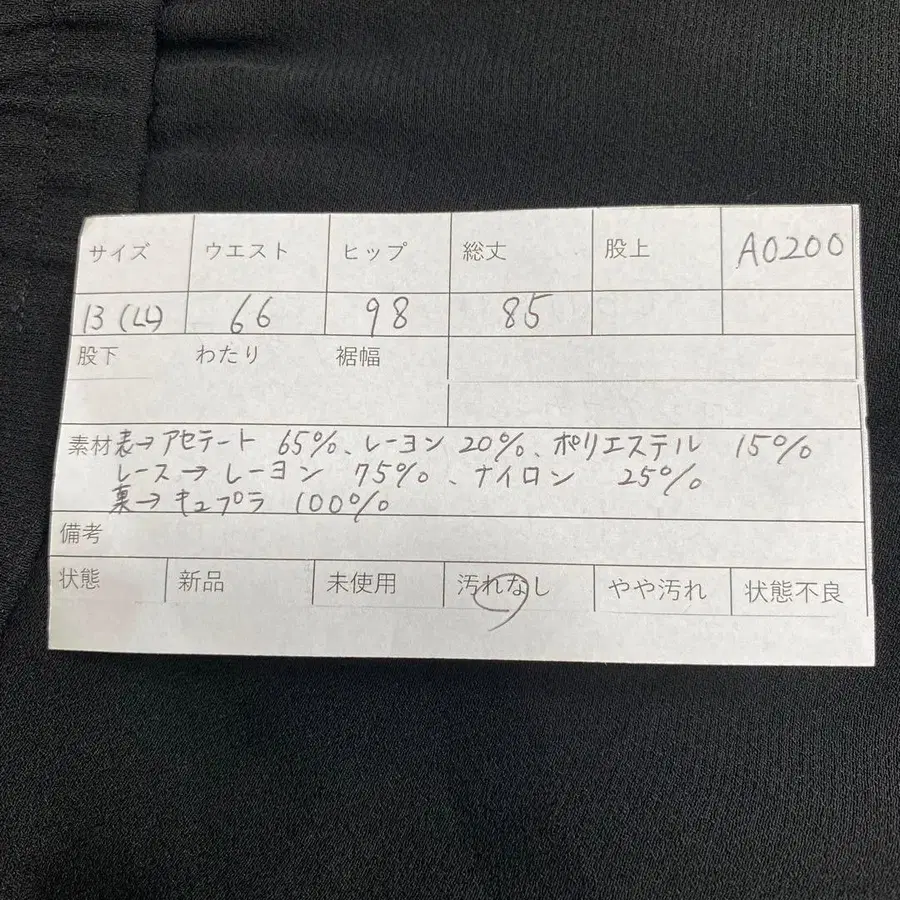 サイズ ウエスト ヒップ 総丈 股上 A0200
13 (LL) 66 98 85
股下 わたり 裾幅
素材 表→アセテート 65%、レーヨン 20%、ポリエステル 15%
レース→レーヨン 75%、ナイロン 25%
裏→キュプラ 100%
備考
状態 新品 未使用 汚れなし やや汚れ 状態不良